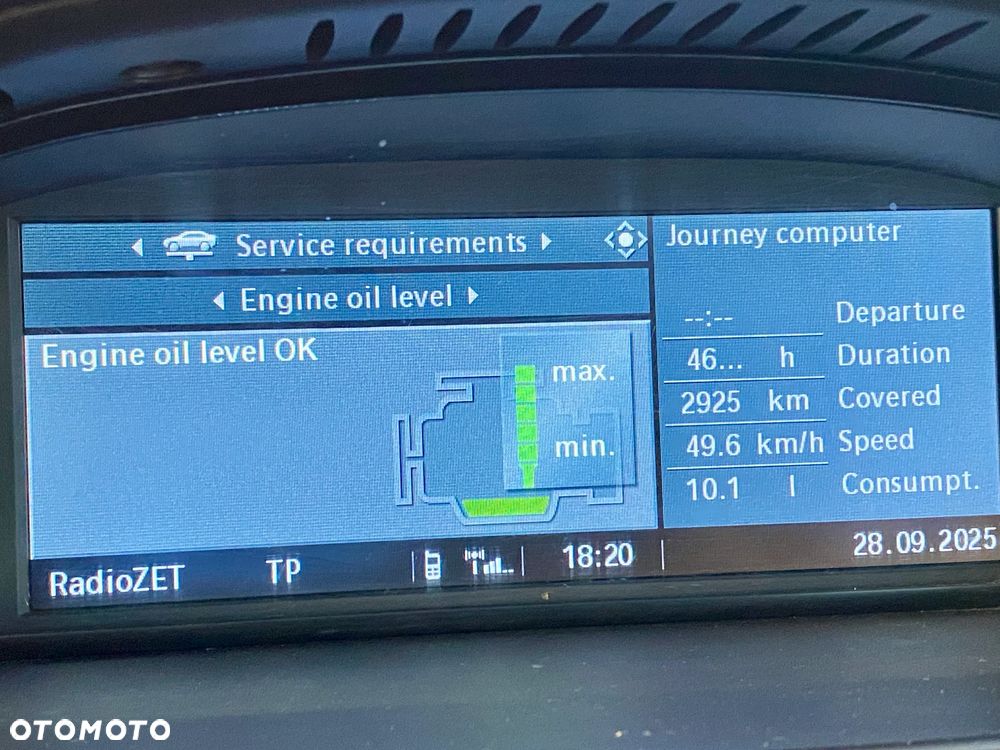 Service requirements
Engine oil level
Engine oil level OK
max.
min.
Journey computer
--:-- Departure
46... h Duration
2925 km Covered
49.6 km/h Speed
10.1 l Consumpt.
RadioZET TP 18:20 28.09.2025
OTOMOTO